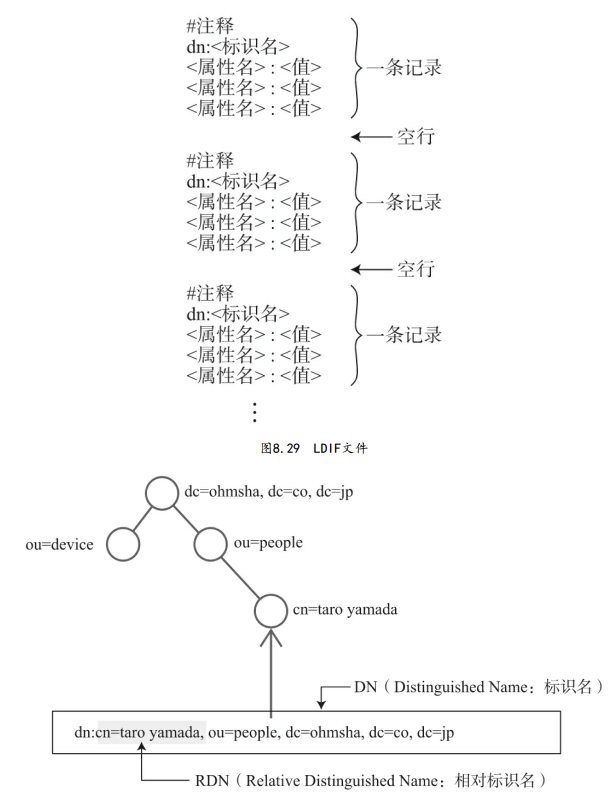 #注释
dn:<标识名>
<属性名> : <值>
<属性名> : <值>
<属性名> : <值>
一条记录
空行
#注释
dn:<标识名>
<属性名> : <值>
<属性名> : <值>
<属性名> : <值>
一条记录
空行
#注释
dn:<标识名>
<属性名> : <值>
<属性名> : <值>
<属性名> : <值>
一条记录
⋮
图8.29 LDIF文件
dc=ohmsha, dc=co, dc=jp
ou=device
ou=people
cn=taro yamada
DN（Distinguished Name：标识名）
dn:cn=taro yamada, ou=people, dc=ohmsha, dc=co, dc=jp
RDN（Relative Distinguished Name：相对标识名）